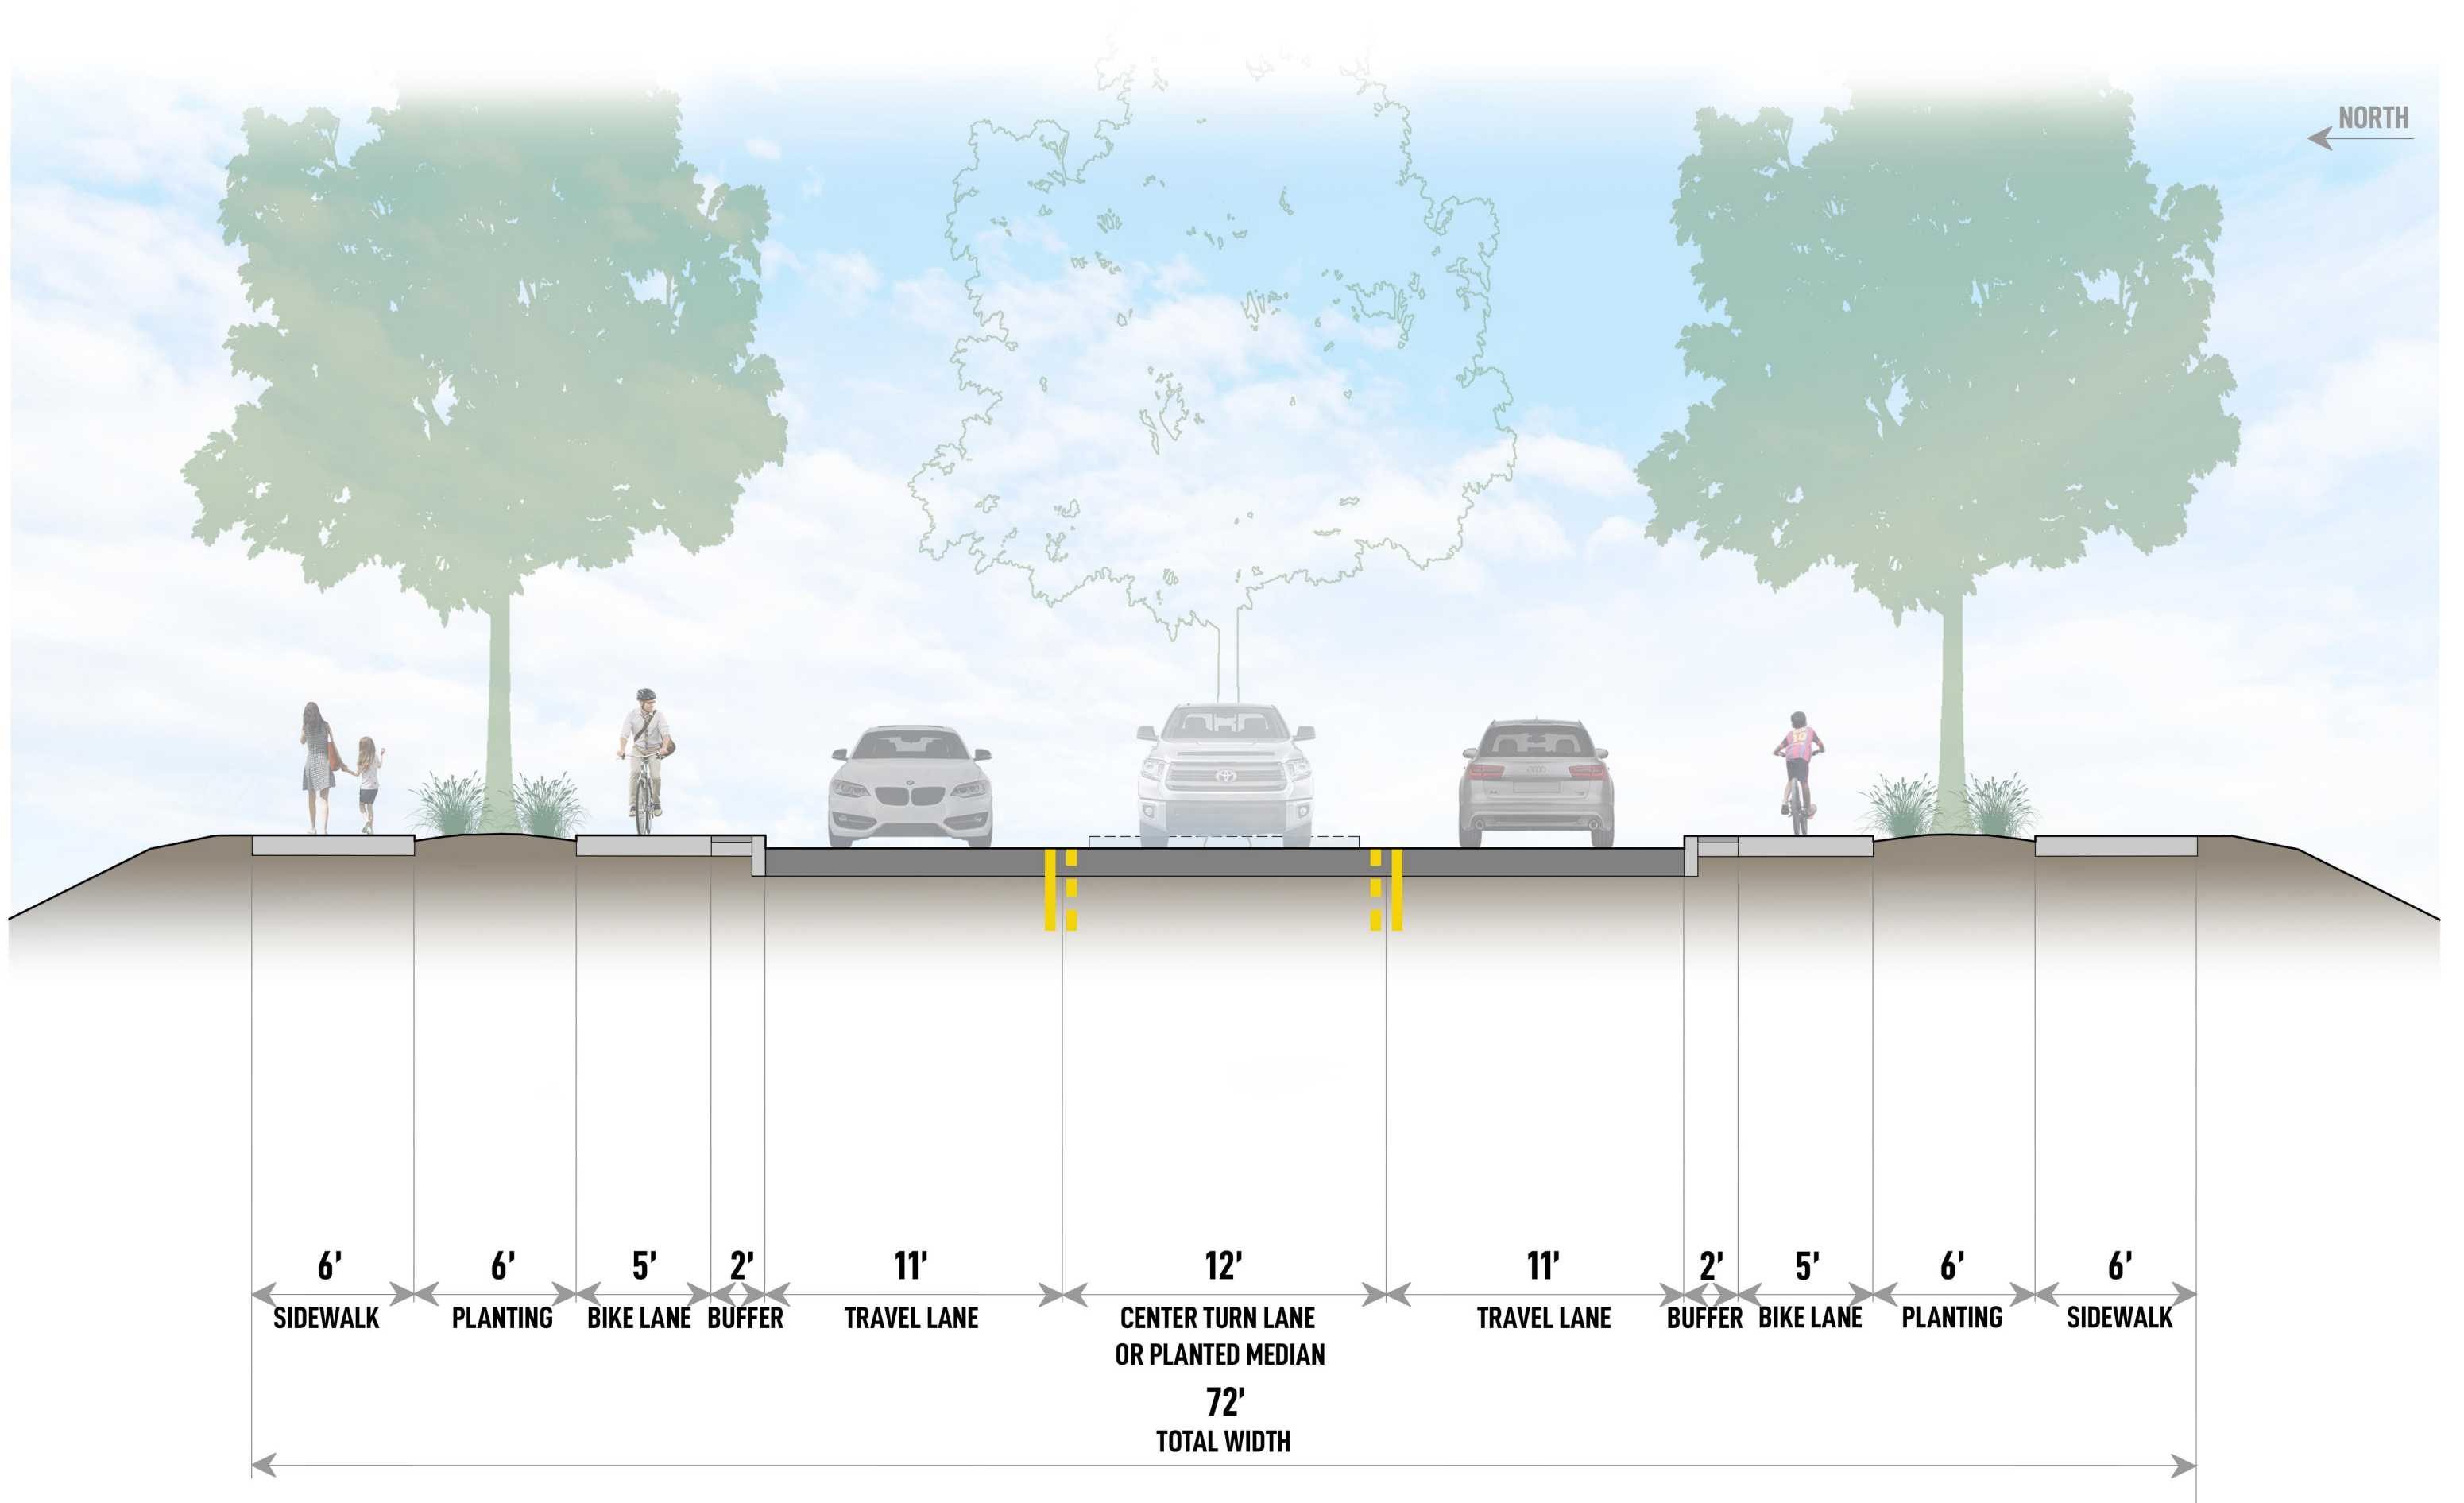 NORTH
6' 6' 5' 2' 11' 12' 11' 2' 5' 6' 6'
SIDEWALK PLANTING BIKE LANE BUFFER TRAVEL LANE CENTER TURN LANE TRAVEL LANE BUFFER BIKE LANE PLANTING SIDEWALK
OR PLANTED MEDIAN
72'
TOTAL WIDTH
10